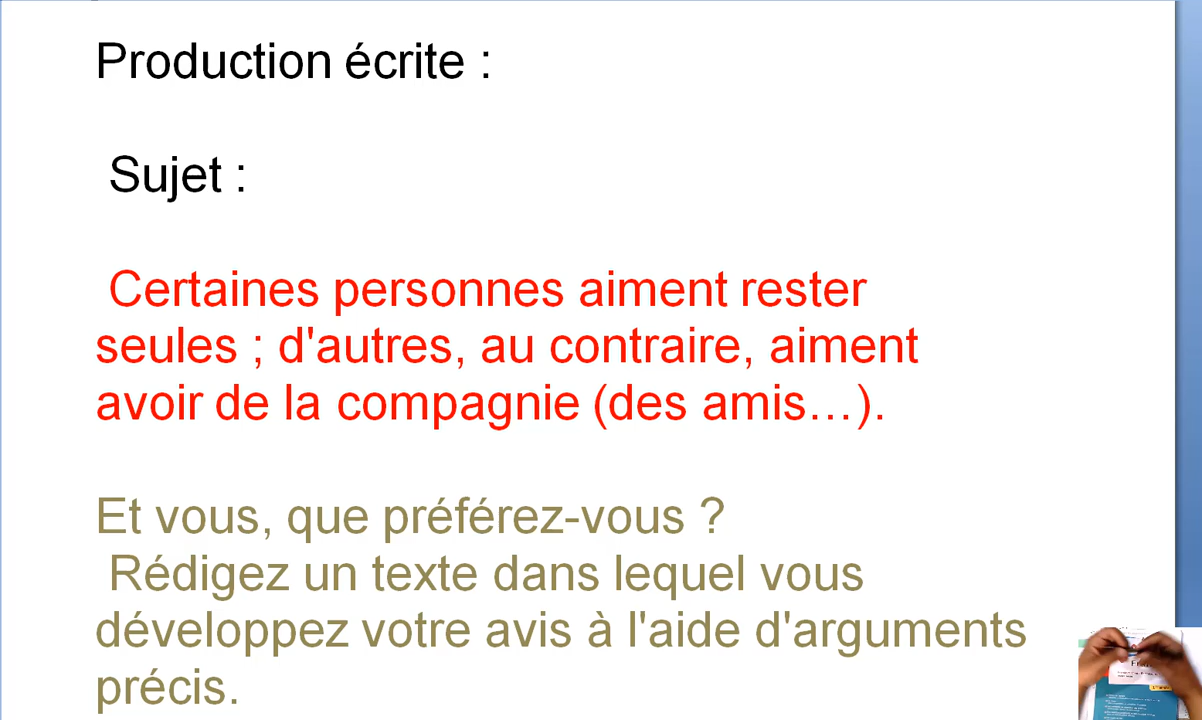 Production écrite :
Sujet :
Certaines personnes aiment rester
seules ; d'autres, au contraire, aiment
avoir de la compagnie (des amis…).
Et vous, que préférez-vous ?
Rédigez un texte dans lequel vous
développez votre avis à l'aide d'arguments
précis.